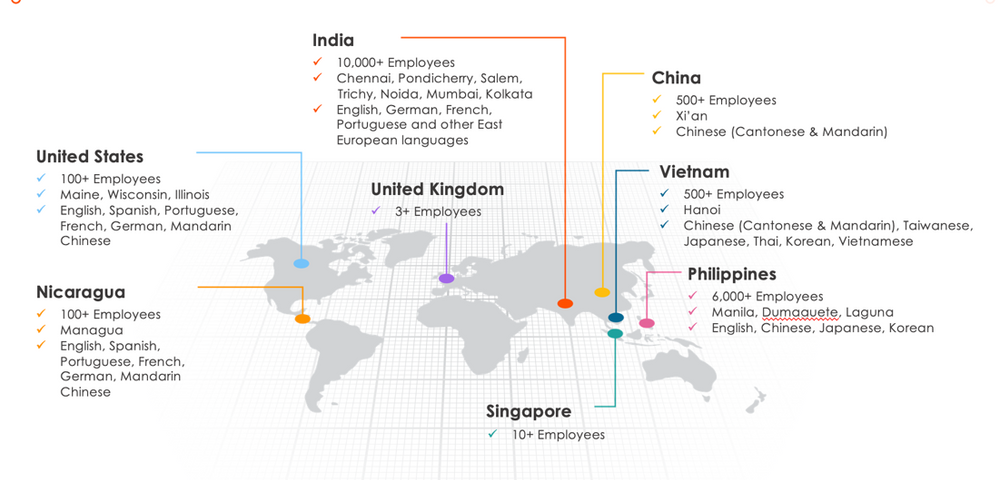 India
10,000+ Employees
Chennai, Pondicherry, Salem,
Trichy, Noida, Mumbai, Kolkata
English, German, French,
Portuguese and other East
European languages
China
500+ Employees
Xi'an
Chinese (Cantonese & Mandarin)
United States
100+ Employees
Maine, Wisconsin, Illinois
English, Spanish, Portuguese,
French, German, Mandarin
Chinese
United Kingdom
3+ Employees
Vietnam
500+ Employees
Hanoi
Chinese (Cantonese & Mandarin), Taiwanese,
Japanese, Thai, Korean, Vietnamese
Nicaragua
100+ Employees
Managua
English, Spanish,
Portuguese, French,
German, Mandarin
Chinese
Philippines
6,000+ Employees
Manila, Dumaguete, Laguna
English, Chinese, Japanese, Korean
Singapore
10+ Employees